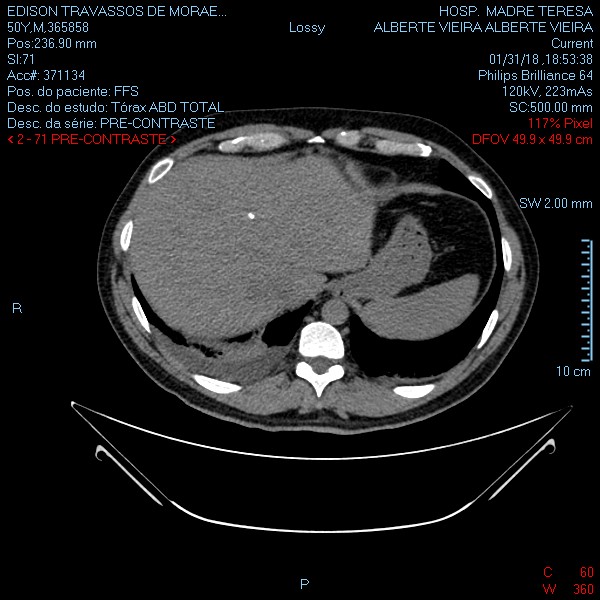 EDISON TRAVASSOS DE MORAE...
50Y,M,365858
Pos:236.90 mm
Sl:71
Acc#: 371134
Pos. do paciente: FFS
Desc. do estudo: Tórax ABD TOTAL
Desc. da série: PRE-CONTRASTE
< 2 - 71 PRE-CONTRASTE >
Lossy
HOSP. MADRE TERESA
ALBERTE VIEIRA ALBERTE VIEIRA
Current
01/31/18 ,18:53:38
Philips Brilliance 64
120kV, 223mAs
SC:500.00 mm
117% Pixel
DFOV 49.9 x 49.9 cm
SW 2.00 mm
R
10 cm
P
C 60
W 360